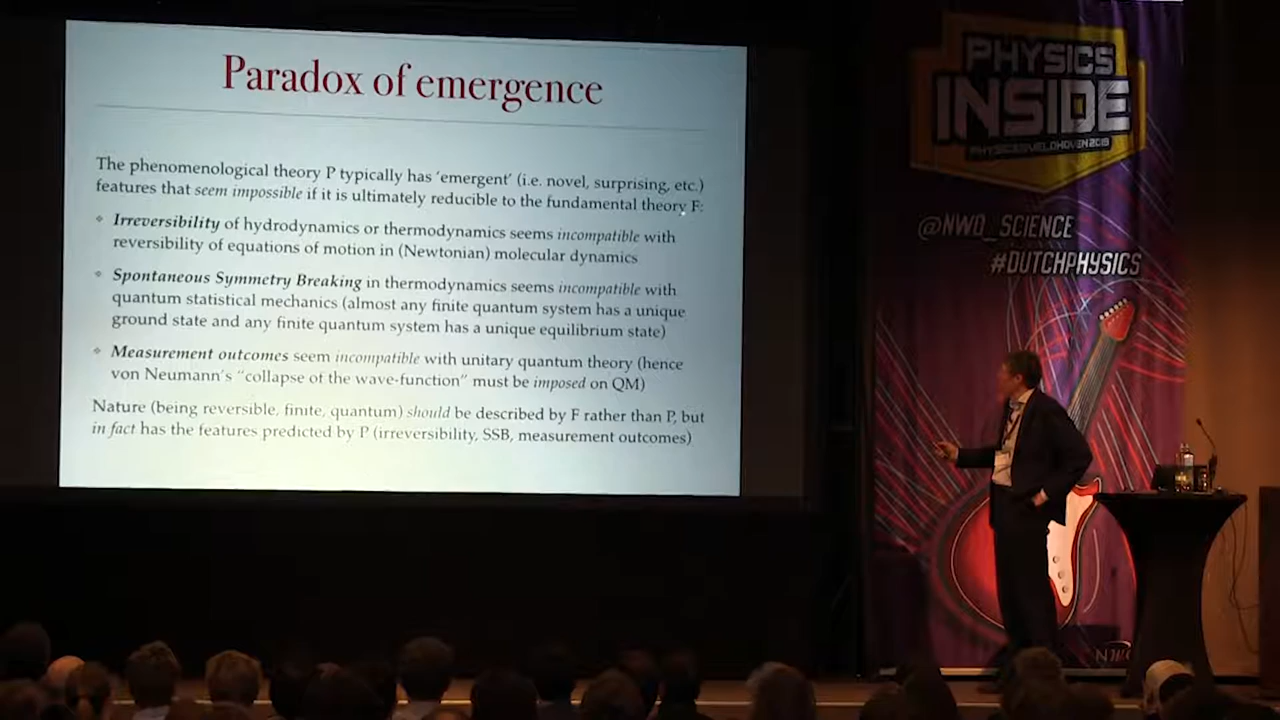 Paradox of emergence
The phenomenological theory P typically has ‘emergent’ (i.e. novel, surprising, etc.)
features that seem impossible if it is ultimately reducible to the fundamental theory F:
Irreversibility of hydrodynamics or thermodynamics seems incompatible with
reversibility of equations of motion in (Newtonian) molecular dynamics
Spontaneous Symmetry Breaking in thermodynamics seems incompatible with
quantum statistical mechanics (almost any finite quantum system has a unique
ground state and any finite quantum system has a unique equilibrium state)
Measurement outcomes seem incompatible with unitary quantum theory (hence
von Neumann's “collapse of the wave-function” must be imposed on QM)
Nature (being reversible, finite, quantum) should be described by F rather than P, but
in fact has the features predicted by P (irreversibility, SSB, measurement outcomes)
PHYSICS
INSIDE
PHYSICS@VELDHOVEN 2019
@NWO_SCIENCE
#DUTCHPHYSICS
NWO